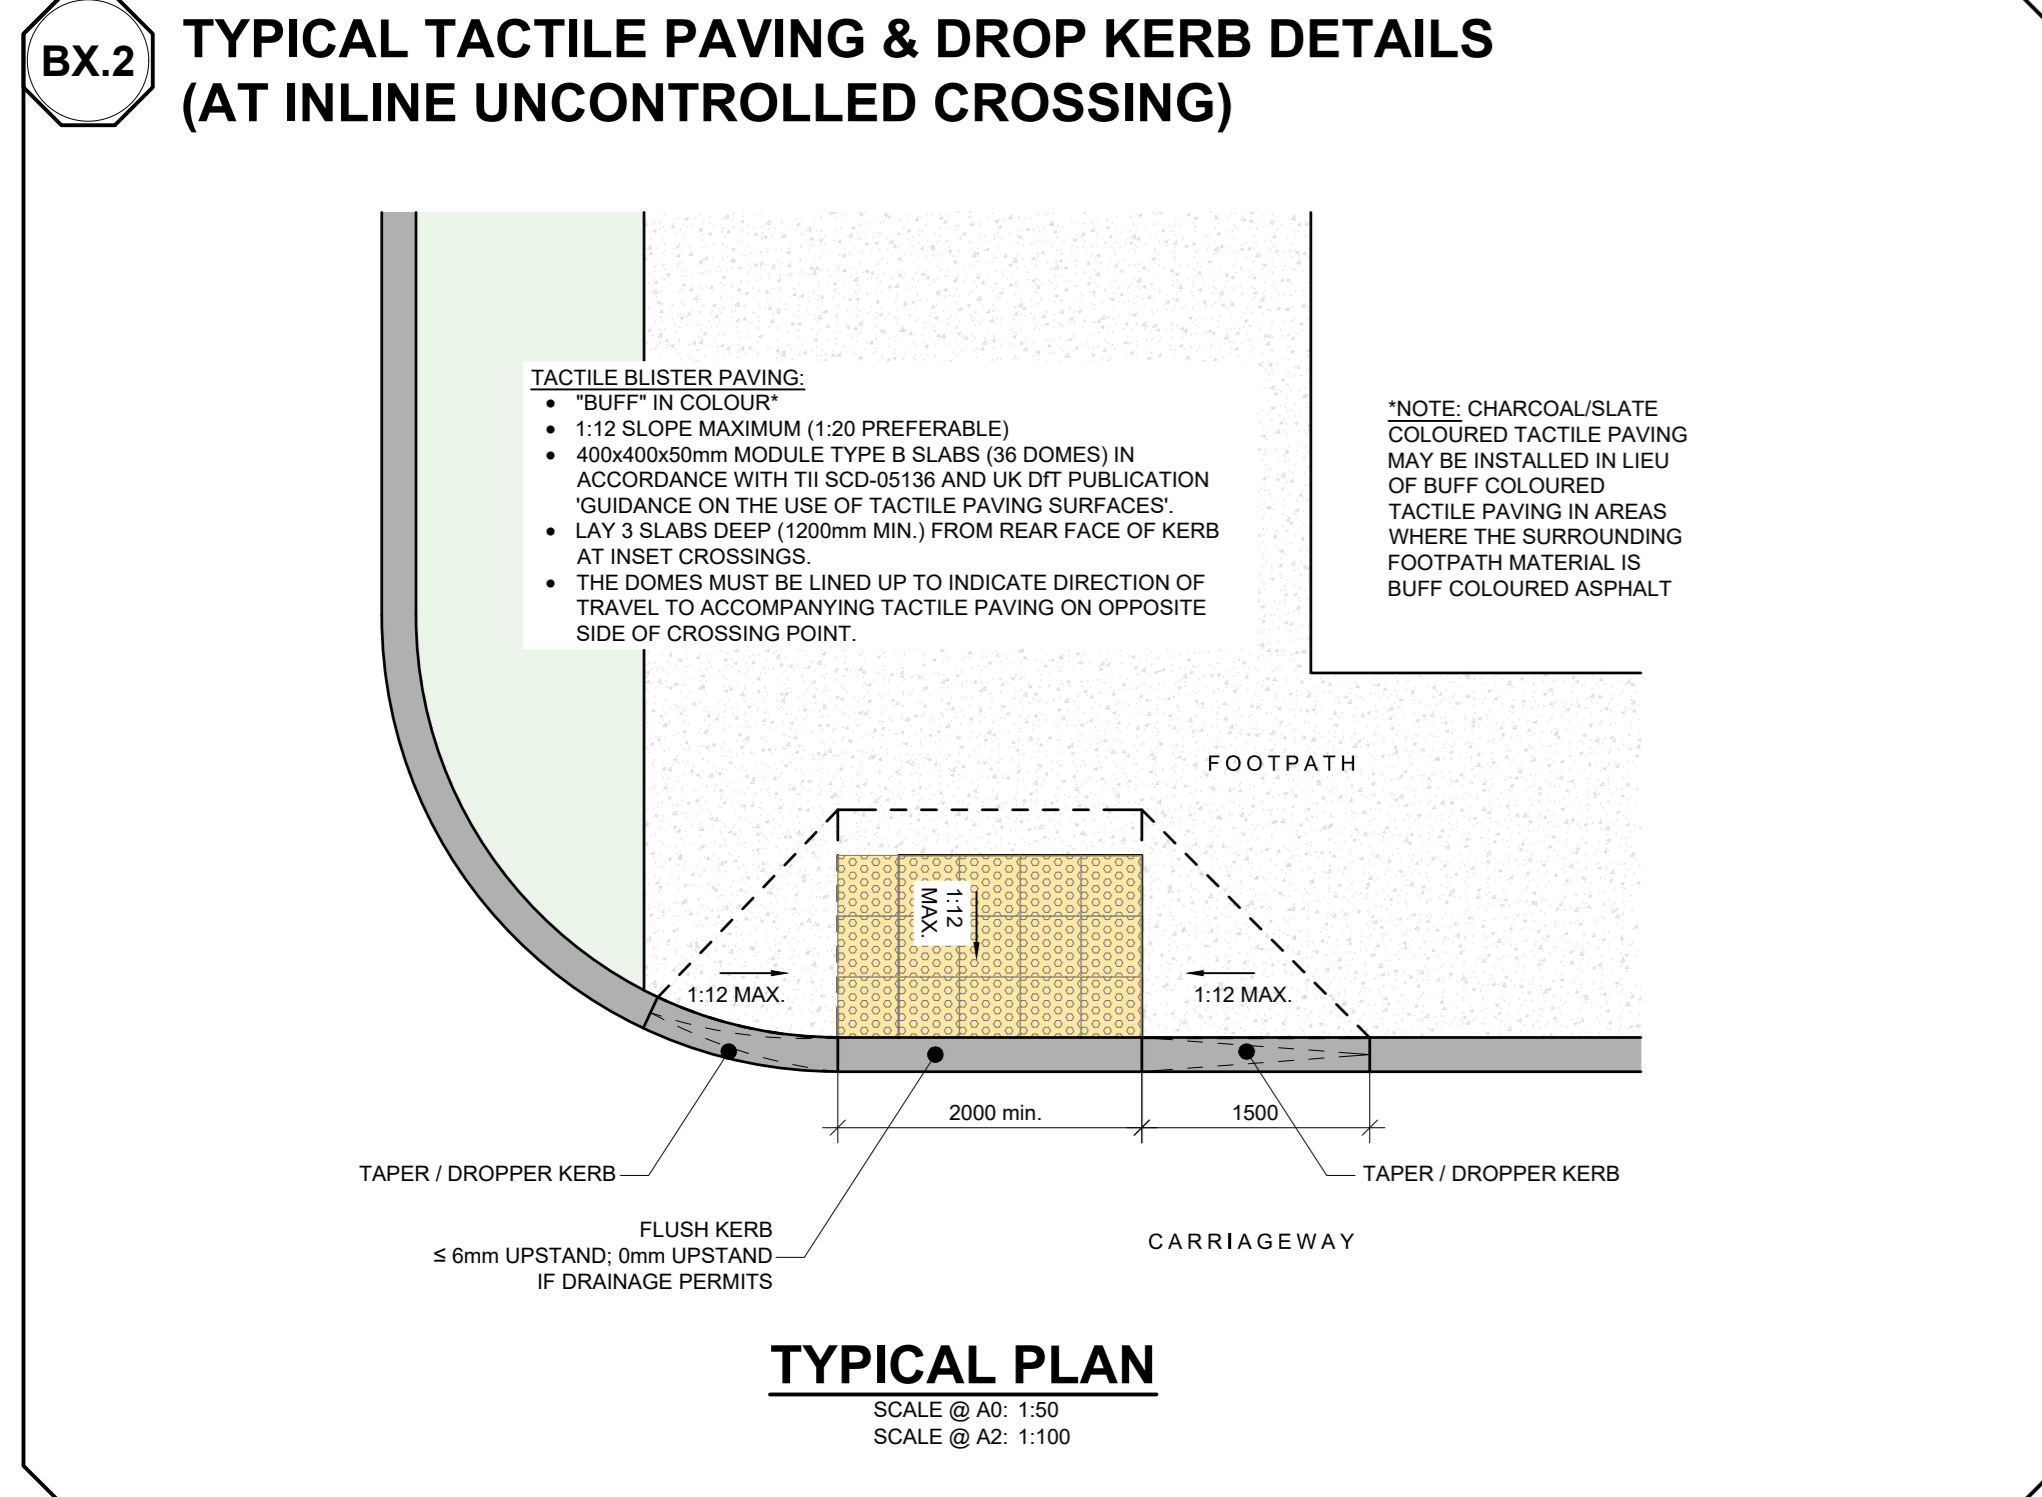 BX.2
TYPICAL TACTILE PAVING & DROP KERB DETAILS
(AT INLINE UNCONTROLLED CROSSING)
TACTILE BLISTER PAVING:
• "BUFF" IN COLOUR*
• 1:12 SLOPE MAXIMUM (1:20 PREFERABLE)
• 400x400x50mm MODULE TYPE B SLABS (36 DOMES) IN
ACCORDANCE WITH TII SCD-05136 AND UK DfT PUBLICATION
'GUIDANCE ON THE USE OF TACTILE PAVING SURFACES'.
• LAY 3 SLABS DEEP (1200mm MIN.) FROM REAR FACE OF KERB
AT INSET CROSSINGS.
• THE DOMES MUST BE LINED UP TO INDICATE DIRECTION OF
TRAVEL TO ACCOMPANYING TACTILE PAVING ON OPPOSITE
SIDE OF CROSSING POINT.
*NOTE: CHARCOAL/SLATE
COLOURED TACTILE PAVING
MAY BE INSTALLED IN LIEU
OF BUFF COLOURED
TACTILE PAVING IN AREAS
WHERE THE SURROUNDING
FOOTPATH MATERIAL IS
BUFF COLOURED ASPHALT
FOOTPATH
1:12
MAX.
1:12 MAX.
1:12 MAX.
2000 min.
1500
TAPER / DROPPER KERB
TAPER / DROPPER KERB
FLUSH KERB
≤ 6mm UPSTAND; 0mm UPSTAND
IF DRAINAGE PERMITS
CARRIAGEWAY
TYPICAL PLAN
SCALE @ A0: 1:50
SCALE @ A2: 1:100